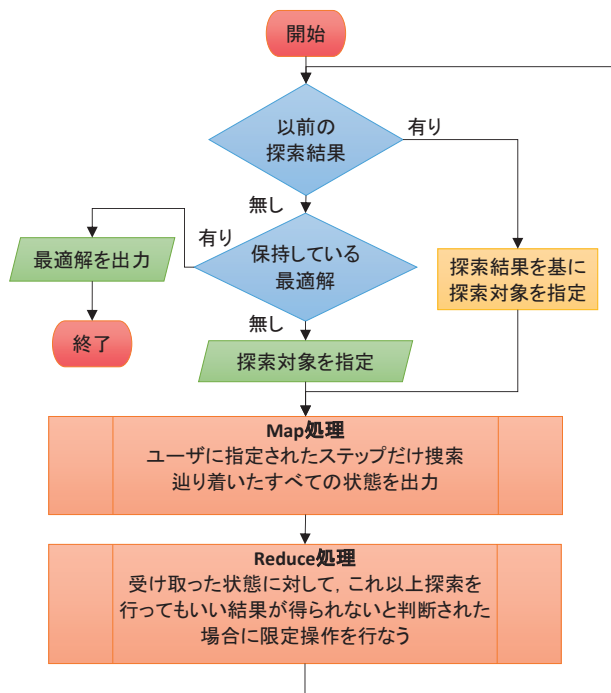 開始
以前の
探索結果
有り
無し
保持している
最適解
有り
最適解を出力
終了
無し
探索対象を指定
探索結果を基に
探索対象を指定
Map処理
ユーザに指定されたステップだけ捜索
辿り着いたすべての状態を出力
Reduce処理
受け取った状態に対して，これ以上探索を
行ってもいい結果が得られないと判断された
場合に限定操作を行なう